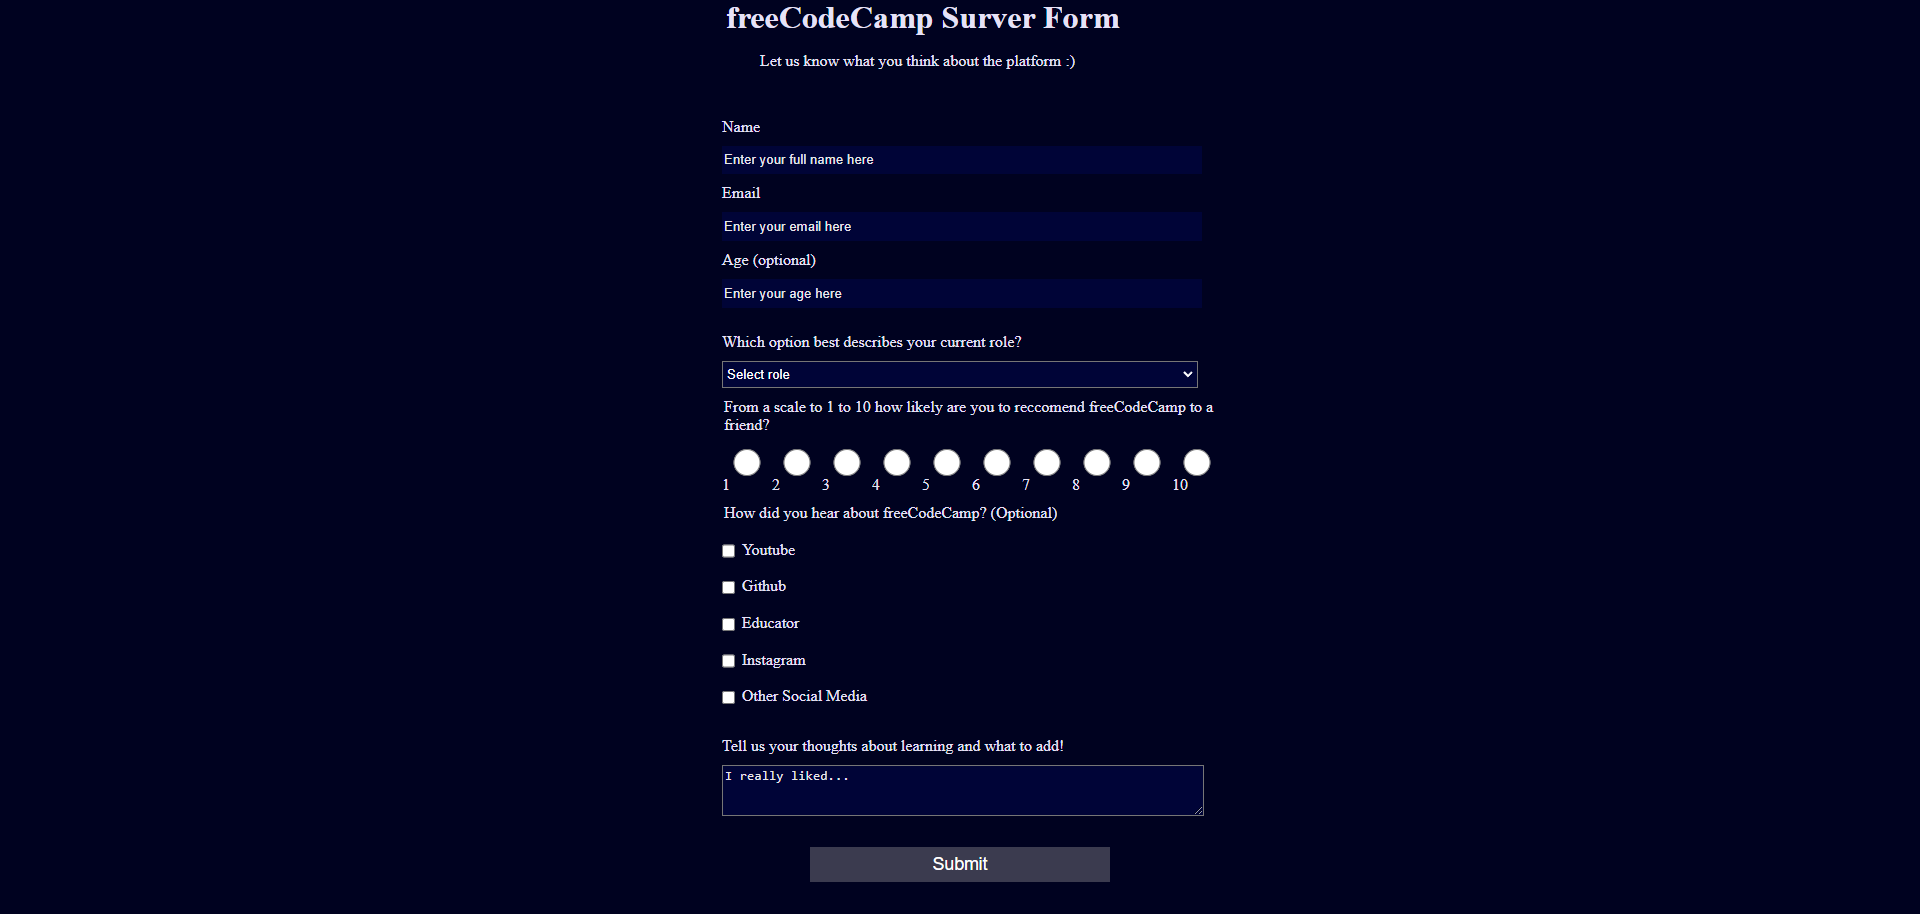 freeCodeCamp Surver Form
Let us know what you think about the platform :)
Name
Enter your full name here
Email
Enter your email here
Age (optional)
Enter your age here
Which option best describes your current role?
Select role
From a scale to 1 to 10 how likely are you to reccomend freeCodeCamp to a
friend?
1 2 3 4 5 6 7 8 9 10
How did you hear about freeCodeCamp? (Optional)
Youtube
Github
Educator
Instagram
Other Social Media
Tell us your thoughts about learning and what to add!
I really liked...
Submit